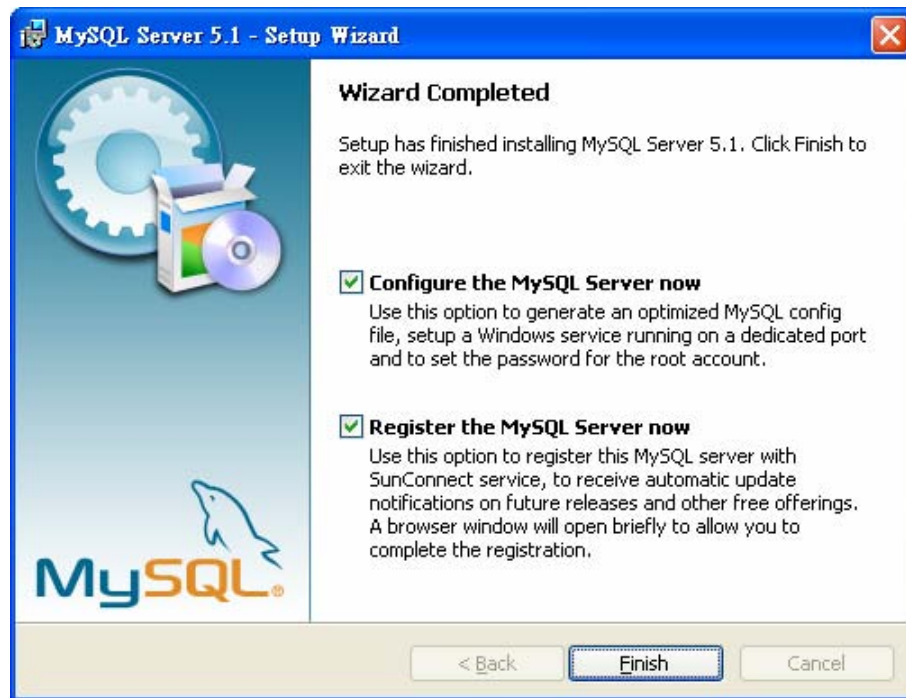 MySQL Server 5.1 - Setup Wizard
Wizard Completed
Setup has finished installing MySQL Server 5.1. Click Finish to
exit the wizard.
Configure the MySQL Server now
Use this option to generate an optimized MySQL config
file, setup a Windows service running on a dedicated port
and to set the password for the root account.
Register the MySQL Server now
Use this option to register this MySQL server with
SunConnect service, to receive automatic update
notifications on future releases and other free offerings.
A browser window will open briefly to allow you to
complete the registration.
MySQL®
< Back
Finish
Cancel